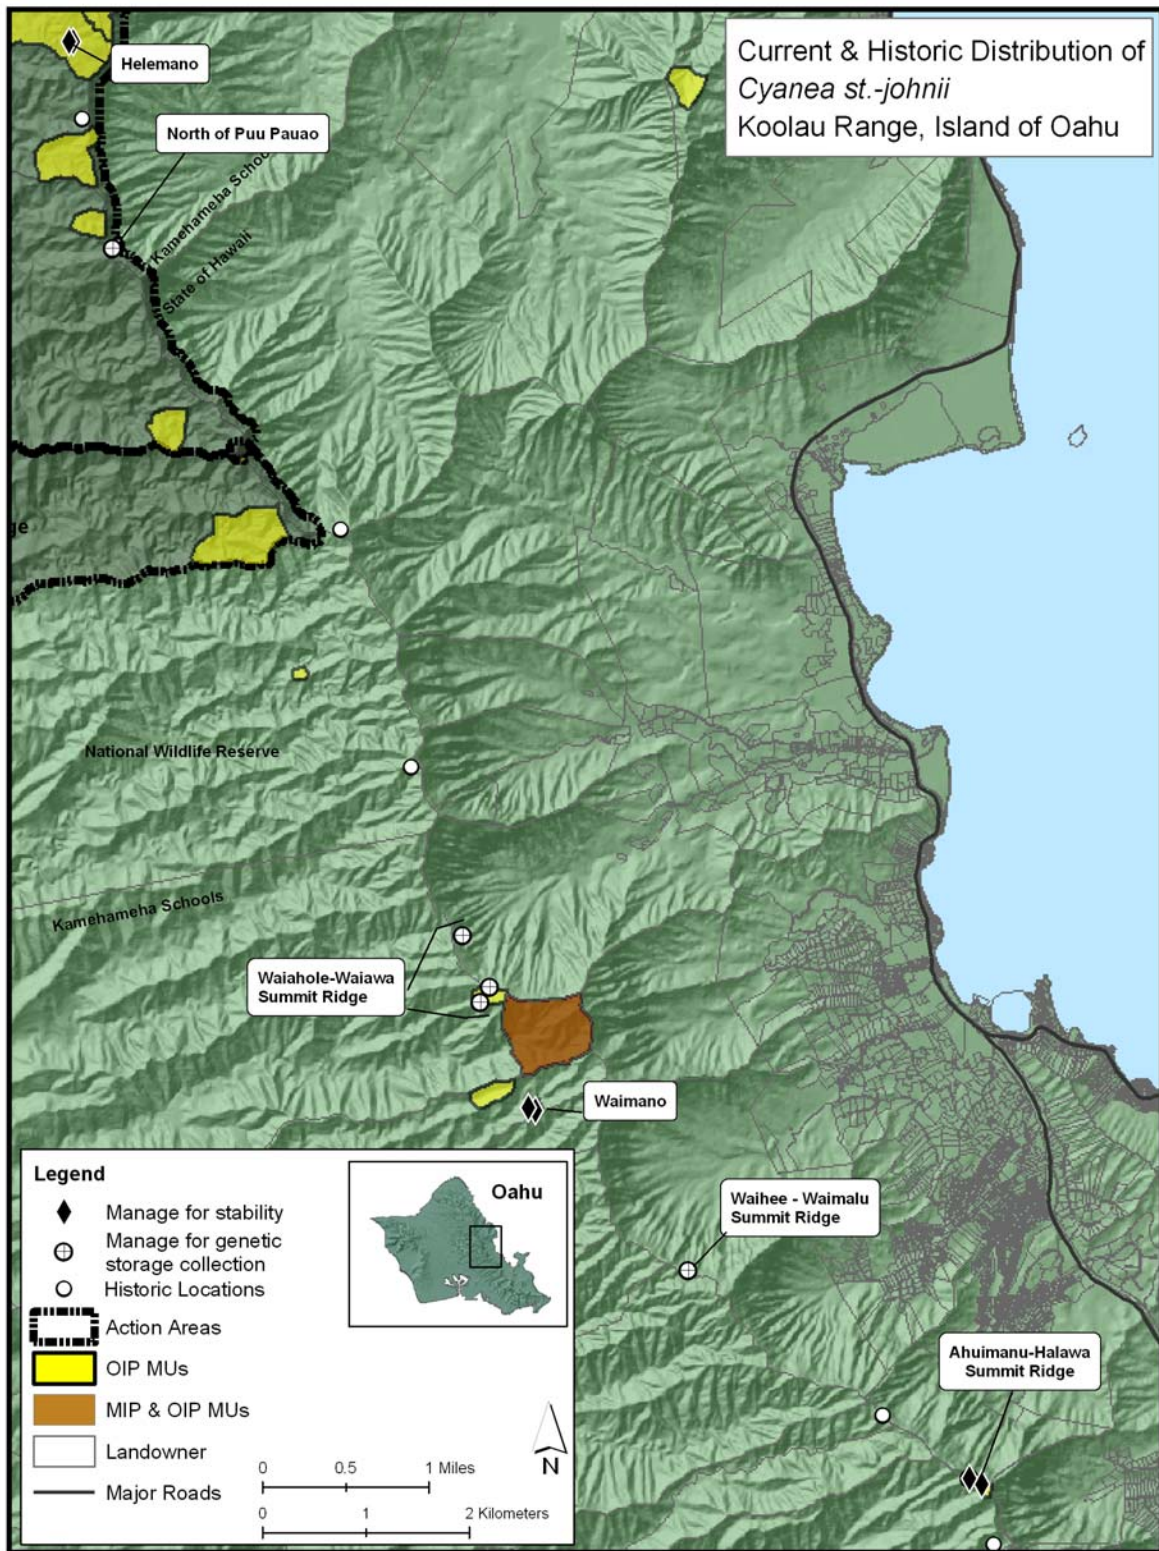 Current & Historic Distribution of
Cyanea st.-johnii
Koolau Range, Island of Oahu
Helemano
North of Puu Pauao
Kamehameha Schoo
State of Hawaii
ge
National Wildlife Reserve
Kamehameha Schools
Waiahole-Waiawa
Summit Ridge
Waimano
Waihee - Waimalu
Summit Ridge
Ahuimanu-Halawa
Summit Ridge
Legend
Manage for stability
Manage for genetic
storage collection
Historic Locations
Action Areas
OIP MUs
MIP & OIP MUs
Landowner
Major Roads
Oahu
N
0 0.5 1 Miles
0 1 2 Kilometers